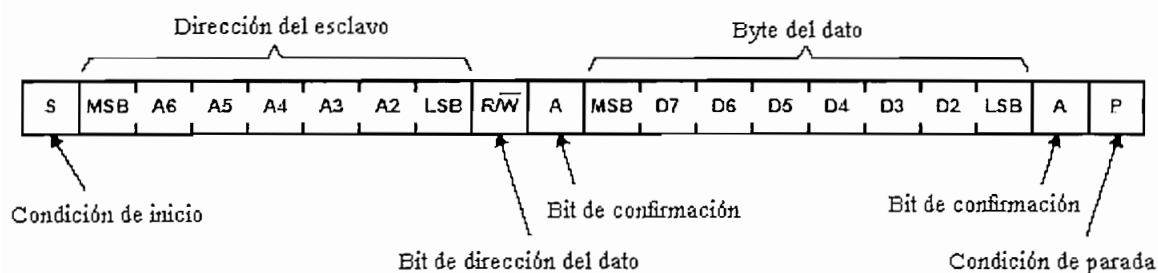 Dirección del esclavo
Byte del dato
S MSB A6 A5 A4 A3 A2 LSB R/W̅ A MSB D7 D6 D5 D4 D3 D2 LSB A P
Condición de inicio
Bit de confirmación
Bit de confirmación
Bit de dirección del dato
Condición de parada